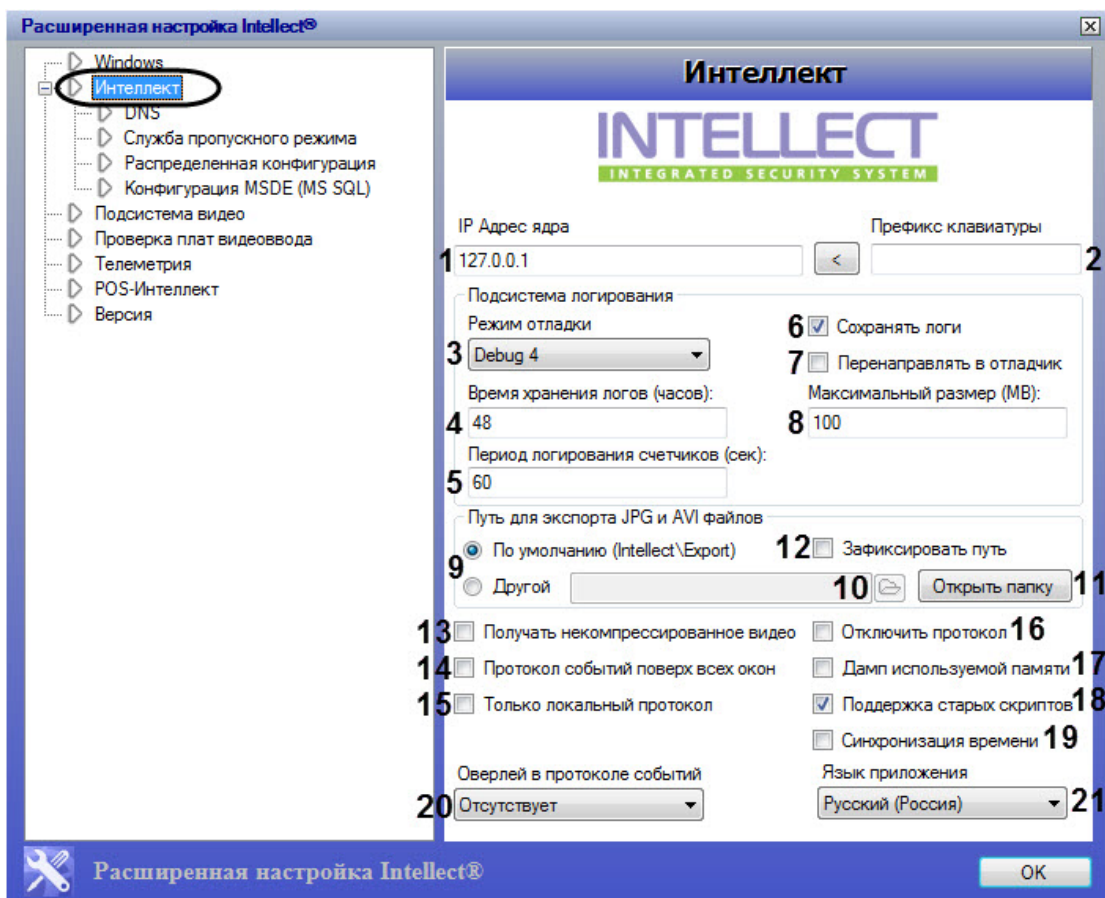 Расширенная настройка Intellect®
Windows
Интеллект
DNS
Служба пропускного режима
Распределенная конфигурация
Конфигурация MSDE (MS SQL)
Подсистема видео
Проверка плат видеоввода
Телеметрия
POS-Интеллект
Версия
Интеллект
INTELLECT
INTEGRATED SECURITY SYSTEM
IP Адрес ядра Префикс клавиатуры
1 127.0.0.1 < 2
Подсистема логирования
Режим отладки 6 Сохранять логи
3 Debug 4 7 Перенаправлять в отладчик
Время хранения логов (часов): Максимальный размер (MB):
4 48 8 100
Период логирования счетчиков (сек):
5 60
Путь для экспорта JPG и AVI файлов
9 По умолчанию (Intellect\Export) 12 Зафиксировать путь
Другой 10 Открыть папку 11
13 Получать некомпрессированное видео Отключить протокол 16
14 Протокол событий поверх всех окон Дамп используемой памяти 17
15 Только локальный протокол Поддержка старых скриптов 18
Синхронизация времени 19
Оверлей в протоколе событий Язык приложения
20 Отсутствует Русский (Россия) 21
Расширенная настройка Intellect® OK